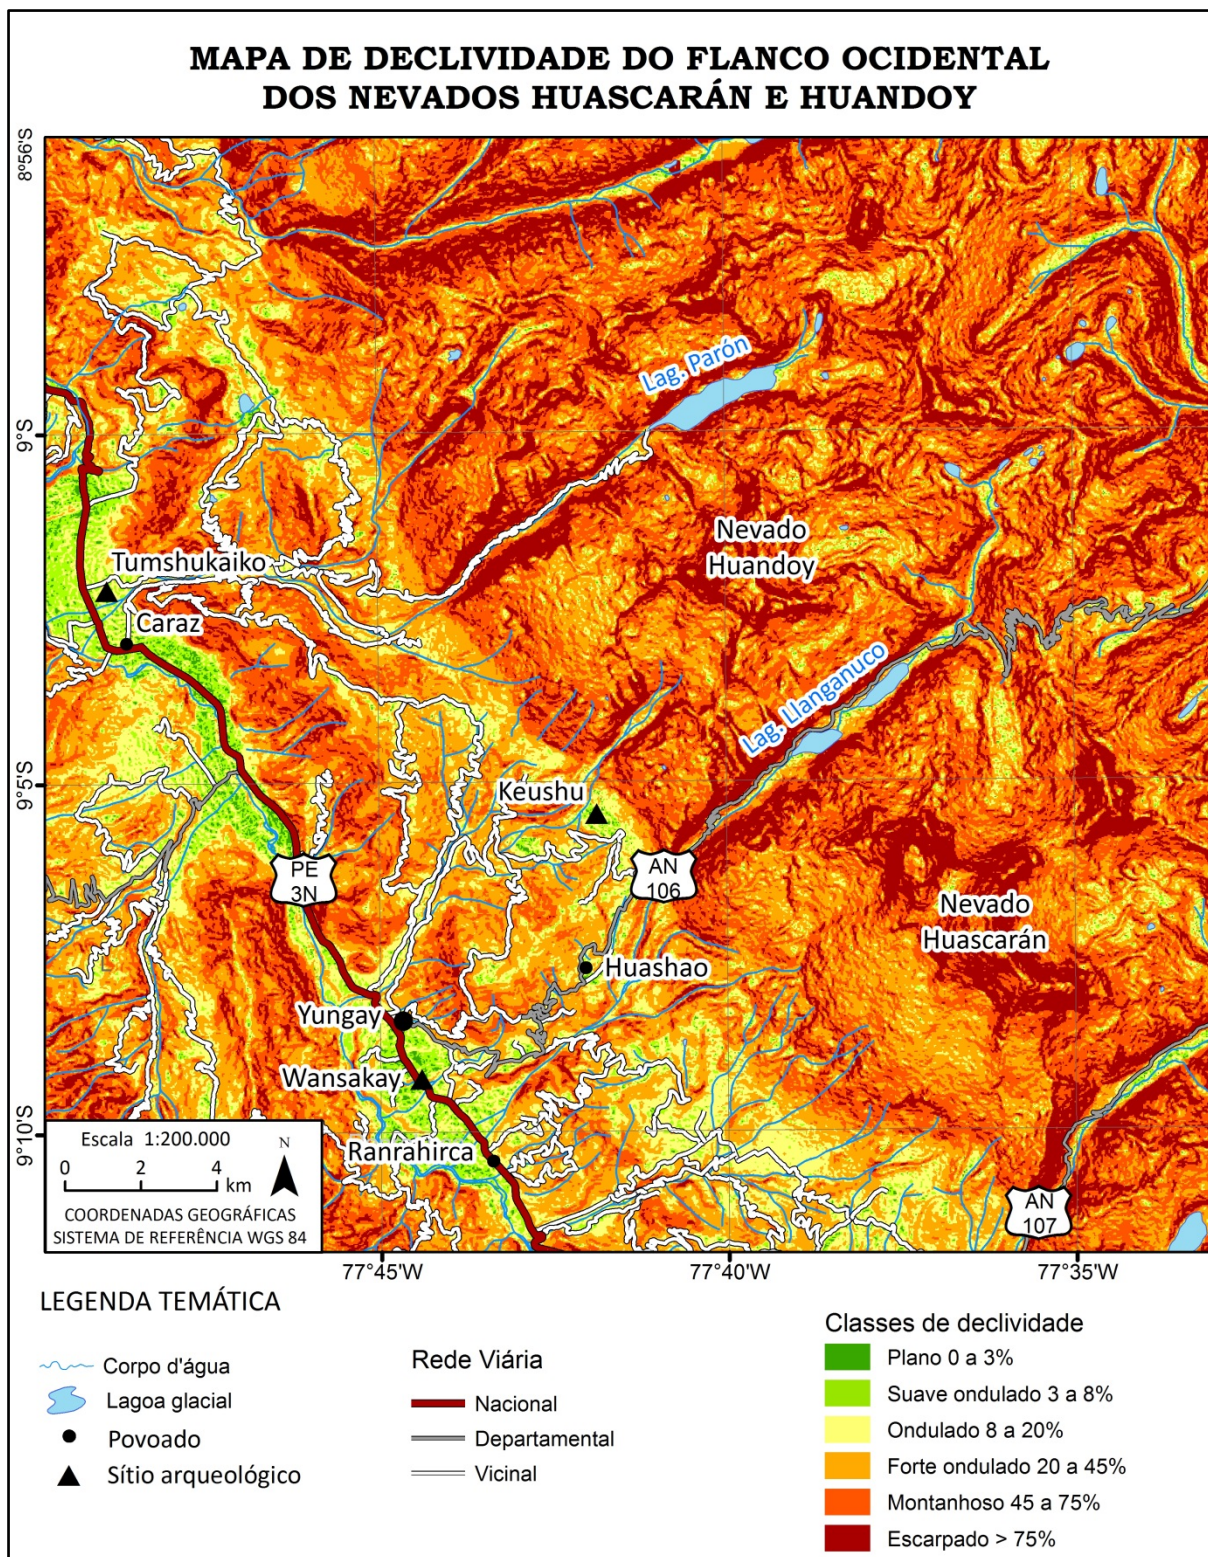 MAPA DE DECLIVIDADE DO FLANCO OCIDENTAL
DOS NEVADOS HUASCARÁN E HUANDOY
8°56'S
9°S
9°5'S
9°10'S
Lag. Parón
Nevado
Huandoy
Tumshukaiko
Caraz
Lag. Llanganuco
Keushu
PE
3N
AN
106
Nevado
Huascarán
Huashao
Yungay
Wansakay
Ranrahirca
AN
107
Escala 1:200.000
N
0 2 4
km
COORDENADAS GEOGRÁFICAS
SISTEMA DE REFERÊNCIA WGS 84
77°45'W
77°40'W
77°35'W
LEGENDA TEMÁTICA
Corpo d'água
Lagoa glacial
Povoado
Sítio arqueológico
Rede Viária
Nacional
Departamental
Vicinal
Classes de declividade
Plano 0 a 3%
Suave ondulado 3 a 8%
Ondulado 8 a 20%
Forte ondulado 20 a 45%
Montanhoso 45 a 75%
Escarpado > 75%